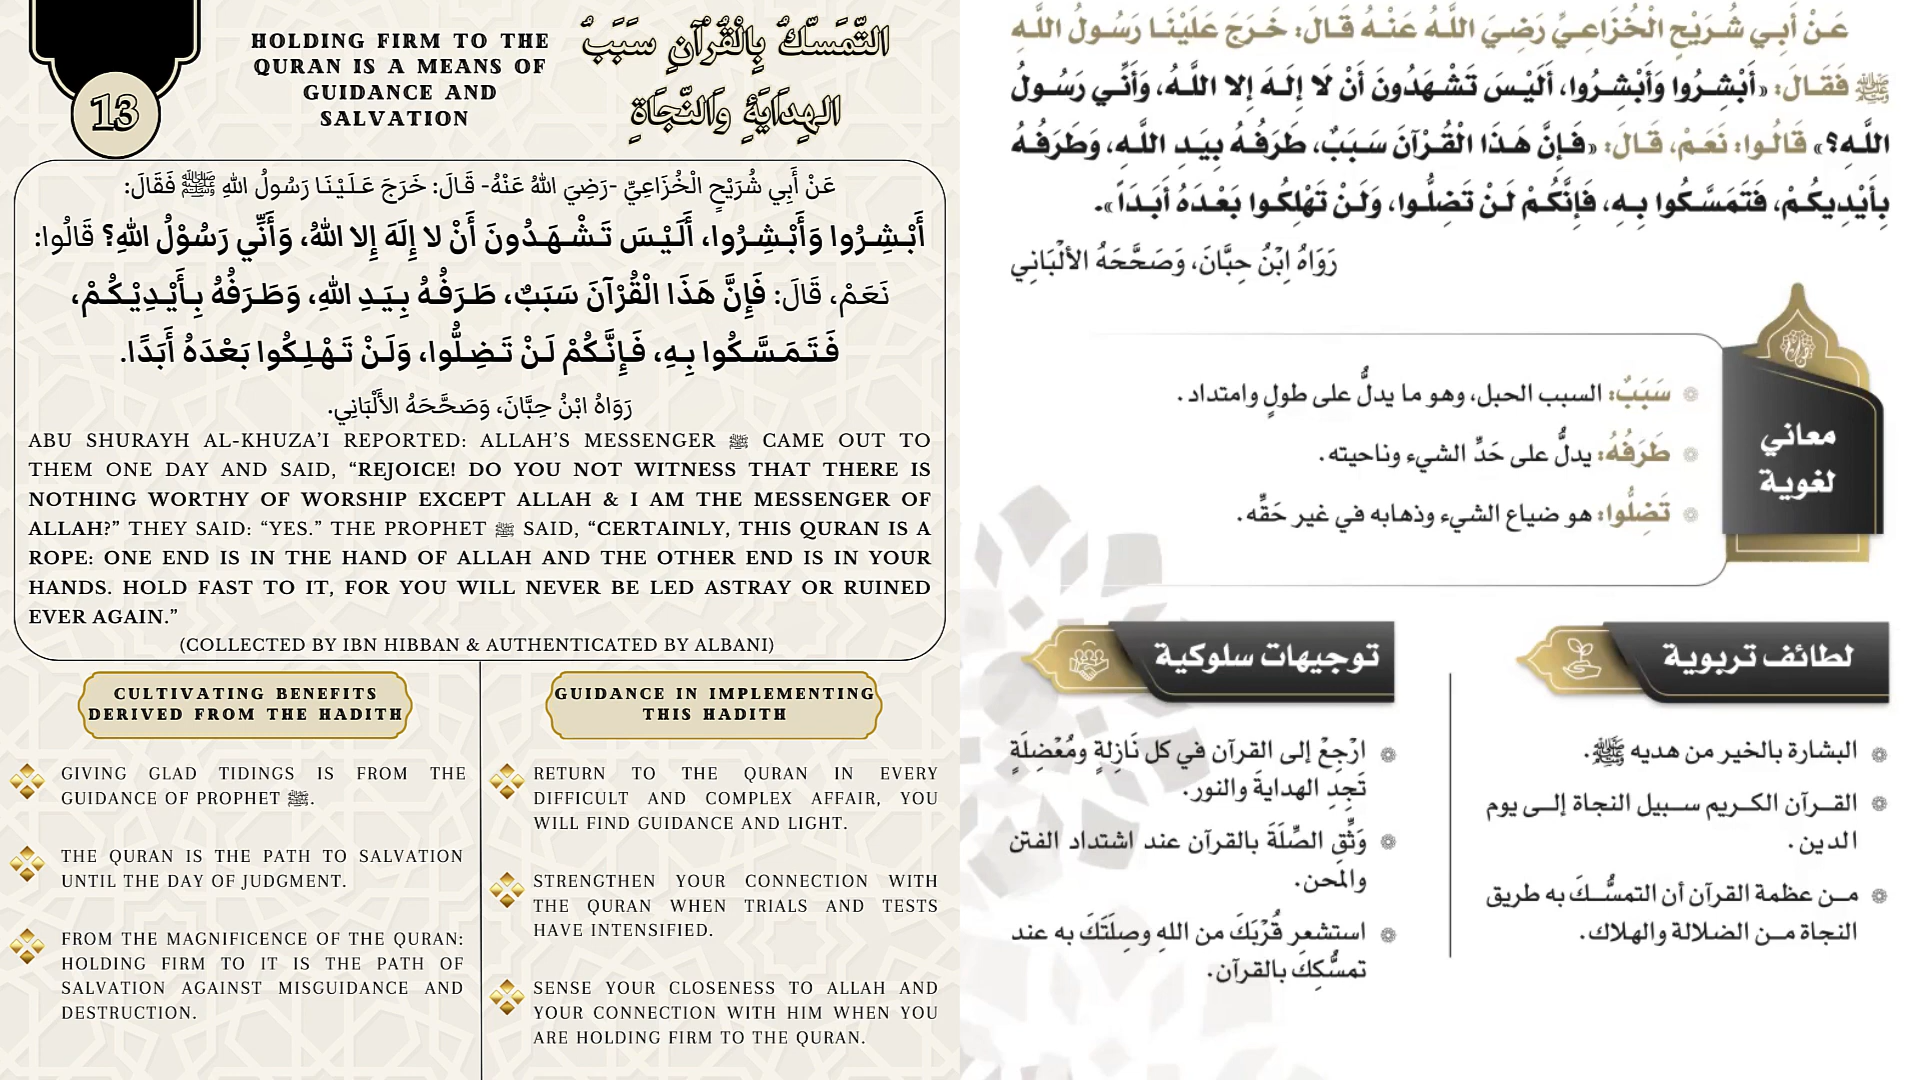 13
HOLDING FIRM TO THE
QURAN IS A MEANS OF
GUIDANCE AND
SALVATION
التَّمَسُّكُ بِالْقُرْآنِ سَبَبُ
الهِدَايَةِ وَالنَّجَاةِ
عَنْ أَبِي شُرَيْحٍ الْخُزَاعِيِّ -رَضِيَ اللهُ عَنْهُ- قَالَ: خَرَجَ عَلَيْنَا رَسُولُ اللهِ ﷺ فَقَالَ:
أَبْشِرُوا وَأَبْشِرُوا، أَلَيْسَ تَشْهَدُونَ أَنْ لا إِلَهَ إِلا اللهُ، وَأَنِّي رَسُوْلُ اللهِ؟ قَالُوا:
نَعَمْ، قَالَ: فَإِنَّ هَذَا الْقُرْآنَ سَبَبٌ، طَرَفُهُ بِيَدِ اللهِ، وَطَرَفُهُ بِأَيْدِيْكُمْ،
فَتَمَسَّكُوا بِهِ، فَإِنَّكُمْ لَنْ تَضِلُّوا، وَلَنْ تَهْلِكُوا بَعْدَهُ أَبَدًا.
رَوَاهُ ابْنُ حِبَّانَ، وَصَحَّحَهُ الأَلْبَانِي.
ABU SHURAYH AL-KHUZA’I REPORTED: ALLAH’S MESSENGER ﷺ CAME OUT TO
THEM ONE DAY AND SAID, “REJOICE! DO YOU NOT WITNESS THAT THERE IS
NOTHING WORTHY OF WORSHIP EXCEPT ALLAH & I AM THE MESSENGER OF
ALLAH?” THEY SAID: “YES.” THE PROPHET ﷺ SAID, “CERTAINLY, THIS QURAN IS A
ROPE: ONE END IS IN THE HAND OF ALLAH AND THE OTHER END IS IN YOUR
HANDS. HOLD FAST TO IT, FOR YOU WILL NEVER BE LED ASTRAY OR RUINED
EVER AGAIN.”
(COLLECTED BY IBN HIBBAN & AUTHENTICATED BY ALBANI)
CULTIVATING BENEFITS
DERIVED FROM THE HADITH
GIVING GLAD TIDINGS IS FROM THE
GUIDANCE OF PROPHET ﷺ.
THE QURAN IS THE PATH TO SALVATION
UNTIL THE DAY OF JUDGMENT.
FROM THE MAGNIFICENCE OF THE QURAN:
HOLDING FIRM TO IT IS THE PATH OF
SALVATION AGAINST MISGUIDANCE AND
DESTRUCTION.
GUIDANCE IN IMPLEMENTING
THIS HADITH
RETURN TO THE QURAN IN EVERY
DIFFICULT AND COMPLEX AFFAIR, YOU
WILL FIND GUIDANCE AND LIGHT.
STRENGTHEN YOUR CONNECTION WITH
THE QURAN WHEN TRIALS AND TESTS
HAVE INTENSIFIED.
SENSE YOUR CLOSENESS TO ALLAH AND
YOUR CONNECTION WITH HIM WHEN YOU
ARE HOLDING FIRM TO THE QURAN.
عَنْ أَبِي شُرَيْحٍ الْخُزَاعِيِّ رَضِيَ اللَّهُ عَنْهُ قَالَ: خَرَجَ عَلَيْنَا رَسُولُ اللَّهِ
ﷺ فَقَالَ: «أَبْشِرُوا وَأَبْشِرُوا، أَلَيْسَ تَشْهَدُونَ أَنْ لَا إِلَهَ إِلا اللَّهُ، وَأَنِّي رَسُولُ
اللَّهِ؟» قَالُوا: نَعَمْ، قَالَ: «فَإِنَّ هَذَا الْقُرْآنَ سَبَبٌ، طَرَفُهُ بِيَدِ اللَّهِ، وَطَرَفُهُ
بِأَيْدِيكُمْ، فَتَمَسَّكُوا بِهِ، فَإِنَّكُمْ لَنْ تَضِلُّوا، وَلَنْ تَهْلِكُوا بَعْدَهُ أَبَدَاً».
رَوَاهُ اِبْنُ حِبَّانَ، وَصَحَّحَهُ الأَلْبَانِي
معاني
لغوية
سَبَبٌ: السبب الحبل، وهو ما يدلُّ على طولٍ وامتداد.
طَرَفُهُ: يدلُّ على حَدِّ الشيء وناحيته.
تَضِلُّوا: هو ضياع الشيء وذهابه في غير حَقِّه.
لطائف تربوية
البشارة بالخير من هديه ﷺ.
القرآن الكريم سبيل النجاة إلى يوم
الدين.
من عظمة القرآن أن التمسُّكَ به طريق
النجاة من الضلالة والهلاك.
توجيهات سلوكية
ارْجِعْ إلى القرآن في كل نَازِلةٍ ومُعْضِلَةٍ
تَجِدِ الهدايةَ والنور.
وَثِّقِ الصِّلَةَ بالقرآن عند اشتداد الفتن
والمحن.
استشعر قُرْبَكَ من اللهِ وصِلَتَكَ به عند
تمسُّكِكَ بالقرآن.